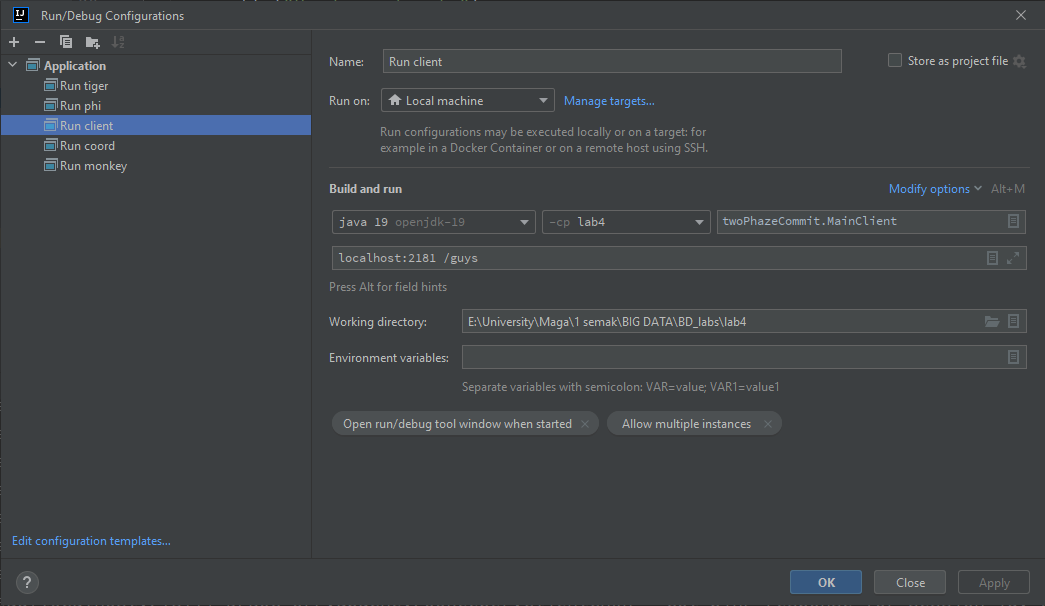 Run/Debug Configurations
Application
Run tiger
Run phi
Run client
Run coord
Run monkey
Edit configuration templates...
Name: Run client Store as project file
Run on: Local machine Manage targets...
Run configurations may be executed locally or on a target: for
example in a Docker Container or on a remote host using SSH.
Build and run Modify options Alt+M
java 19 openjdk-19 -cp lab4 twoPhazeCommit.MainClient
localhost:2181 /guys
Press Alt for field hints
Working directory: E:\University\Maga\1 semak\BIG DATA\BD_labs\lab4
Environment variables:
Separate variables with semicolon: VAR=value; VAR1=value1
Open run/debug tool window when started Allow multiple instances
? OK Close Apply